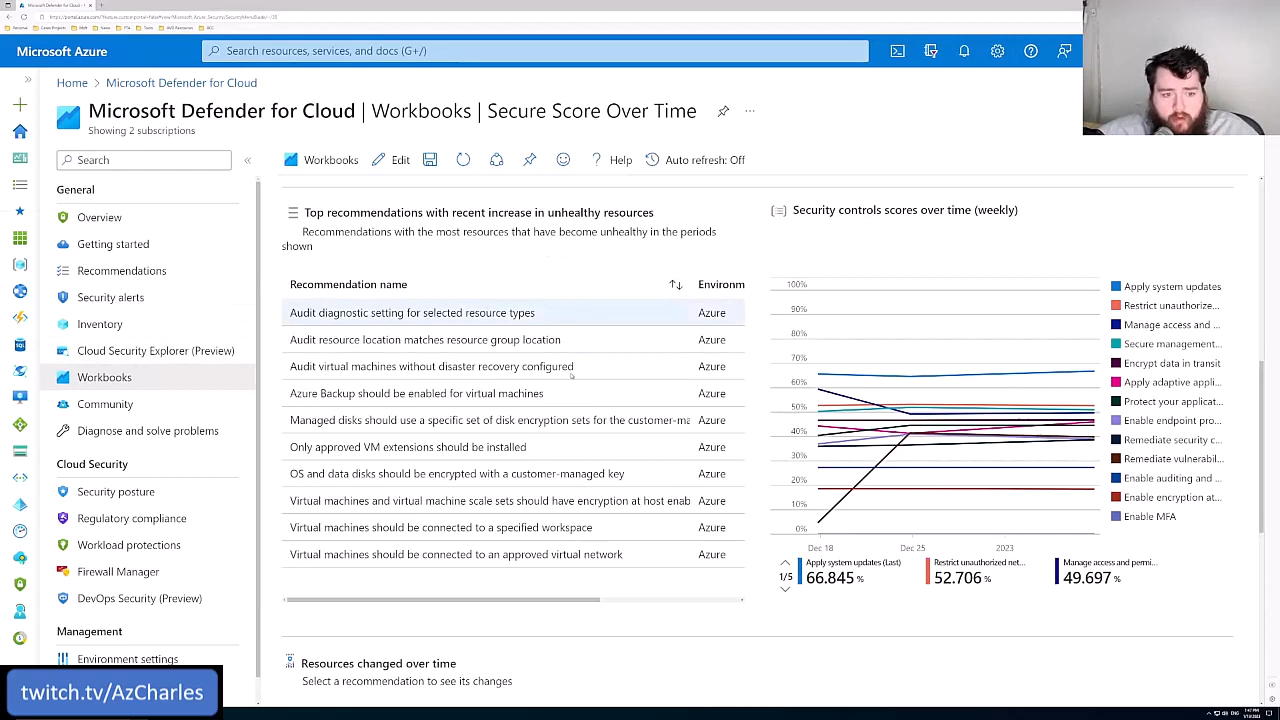 Microsoft Defender for Cloud -
Microsoft Azure
Search resources, services, and docs (G+/)
Home > Microsoft Defender for Cloud
Microsoft Defender for Cloud | Workbooks | Secure Score Over Time
Showing 2 subscriptions
Search
Workbooks
Edit
Help
Auto refresh: Off
General
Overview
Getting started
Recommendations
Security alerts
Inventory
Cloud Security Explorer (Preview)
Workbooks
Community
Diagnose and solve problems
Cloud Security
Security posture
Regulatory compliance
Workload protections
Firewall Manager
DevOps Security (Preview)
Management
Environment settings
Top recommendations with recent increase in unhealthy resources
Recommendations with the most resources that have become unhealthy in the periods
shown
Recommendation name
Environm
Audit diagnostic setting for selected resource types Azure
Audit resource location matches resource group location Azure
Audit virtual machines without disaster recovery configured Azure
Azure Backup should be enabled for virtual machines Azure
Managed disks should use a specific set of disk encryption sets for the customer-ma Azure
Only approved VM extensions should be installed Azure
OS and data disks should be encrypted with a customer-managed key Azure
Virtual machines and virtual machine scale sets should have encryption at host enab Azure
Virtual machines should be connected to a specified workspace Azure
Virtual machines should be connected to an approved virtual network Azure
Resources changed over time
Select a recommendation to see its changes
Security controls scores over time (weekly)
100%
90%
80%
70%
60%
50%
40%
30%
20%
10%
0%
Dec 18 Dec 25 2023
Apply system updates
Restrict unauthorize...
Manage access and ...
Secure management...
Encrypt data in transit
Apply adaptive appli...
Protect your applicat...
Enable endpoint pro...
Remediate security c...
Remediate vulnerabil...
Enable auditing and ...
Enable encryption at...
Enable MFA
1/5
Apply system updates (Last)
66.845 %
Restrict unauthorized net...
52.706 %
Manage access and permi...
49.697 %
twitch.tv/AzCharles